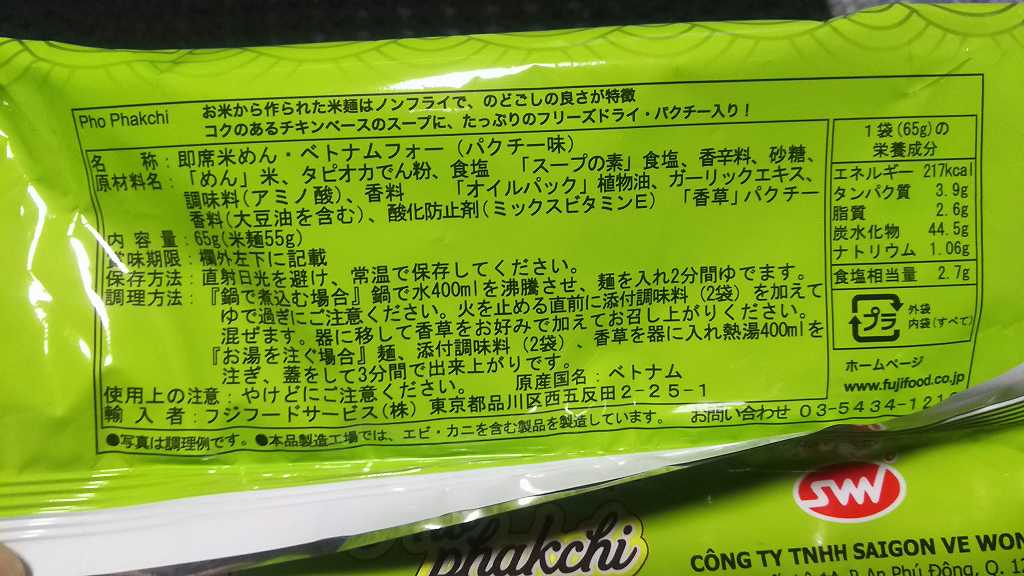 Pho Phakchi
お米から作られた米麺はノンフライで、のどごしの良さが特徴
コクのあるチキンベースのスープに、たっぷりのフリーズドライ・パクチー入り！
名　称：即席米めん・ベトナムフォー（パクチー味）
原材料名：「めん」米、タピオカでん粉、食塩　「スープの素」食塩、香辛料、砂糖、
調味料(アミノ酸)、香料　「オイルパック」植物油、ガーリックエキス、
香料(大豆油を含む)、酸化防止剤(ミックスビタミンE)　「香草」パクチー
内容量：65g(米麺55g)
味期限：欄外左下に記載
保存方法：直射日光を避け、常温で保存してください。
調理方法：『鍋で煮込む場合』鍋で水400mlを沸騰させ、麺を入れ2分間ゆでます。
ゆで過ぎにご注意ください。火を止める直前に添付調味料（2袋）を加えて
混ぜます。器に移して香草をお好みで加えてお召し上がりください。
『お湯を注ぐ場合』麺、添付調味料（2袋）、香草を器に入れ熱湯400mlを
注ぎ、蓋をして3分間で出来上がりです。
使用上の注意：やけどにご注意ください。　原産国名：ベトナム
輸入者：フジフードサービス(株) 東京都品川区西五反田2-25-1
●写真は調理例です。●本品製造工場では、エビ・カニを含む製品を製造しています。　お問い合わせ 03-5434-121
1袋(65g)の
栄養成分
エネルギー 217kcal
タンパク質 3.9g
脂質 2.6g
炭水化物 44.5g
ナトリウム 1.06g
食塩相当量 2.7g
プラ
外袋
内袋(すべて)
ホームページ
www.fujifood.co.jp
SVW
phakchi
CÔNG TY TNHH SAIGON VE WON
An Phú Đông, Q. 12